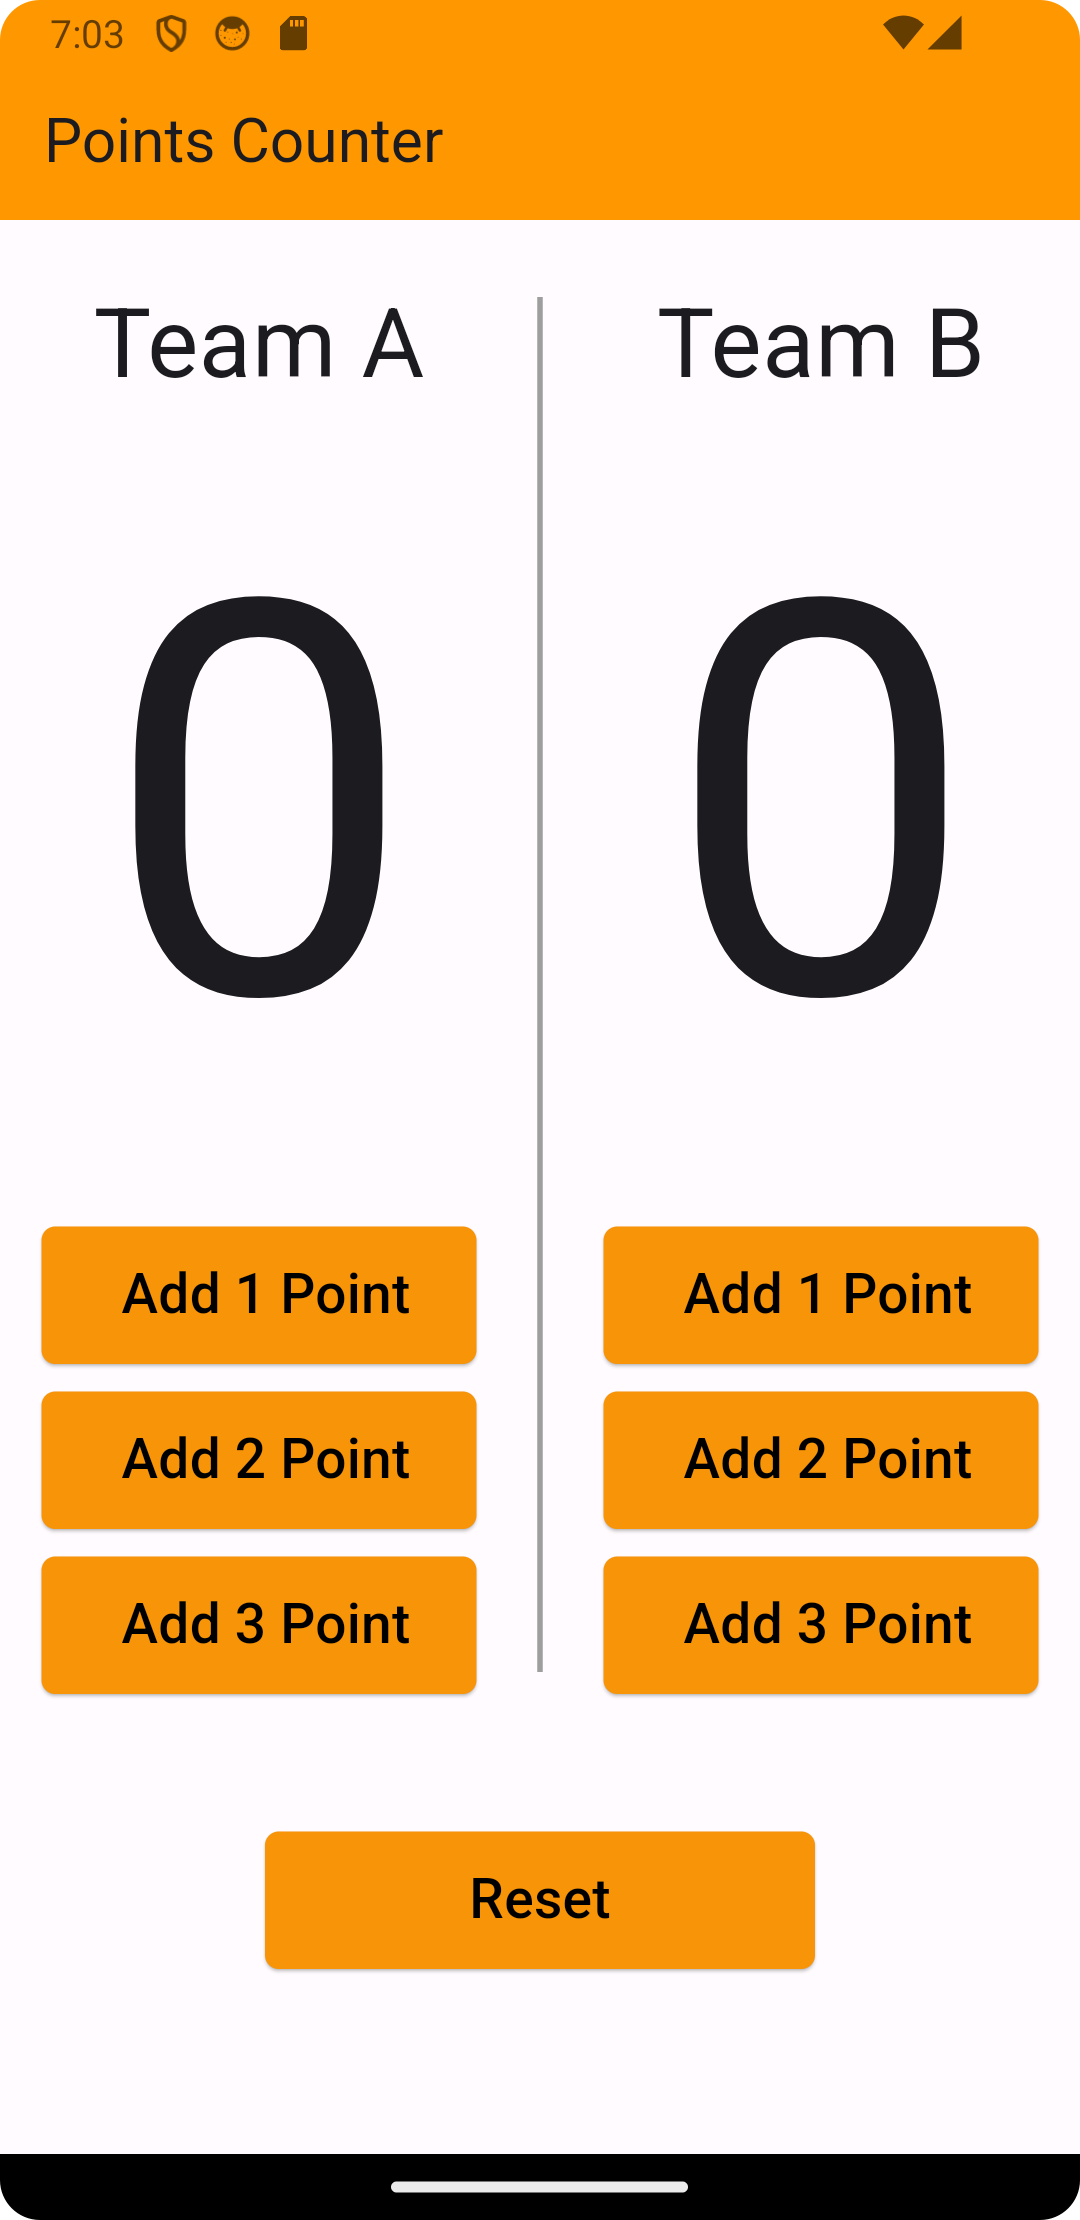 7:03
Points Counter
Team A
Team B
0
0
Add 1 Point
Add 1 Point
Add 2 Point
Add 2 Point
Add 3 Point
Add 3 Point
Reset